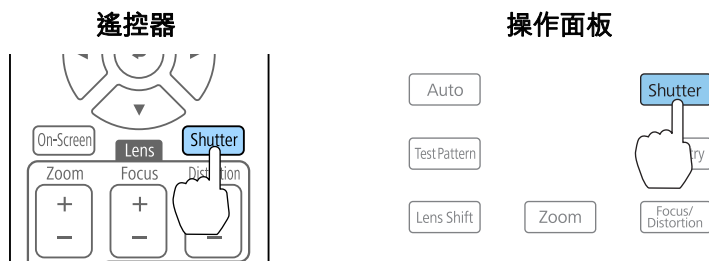 遙控器
操作面板
On-Screen
Lens
Shutter
Zoom
Focus
+
+
−
−
−
Auto
Shutter
Test Pattern
Lens Shift
Zoom
Focus/
Distortion